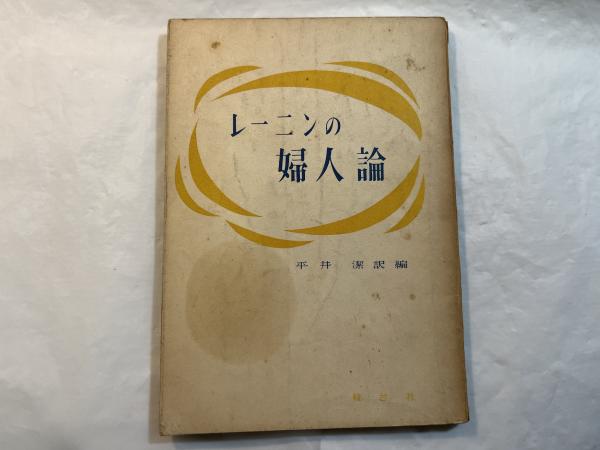 レーニンの
婦人論
平井 潔訳編